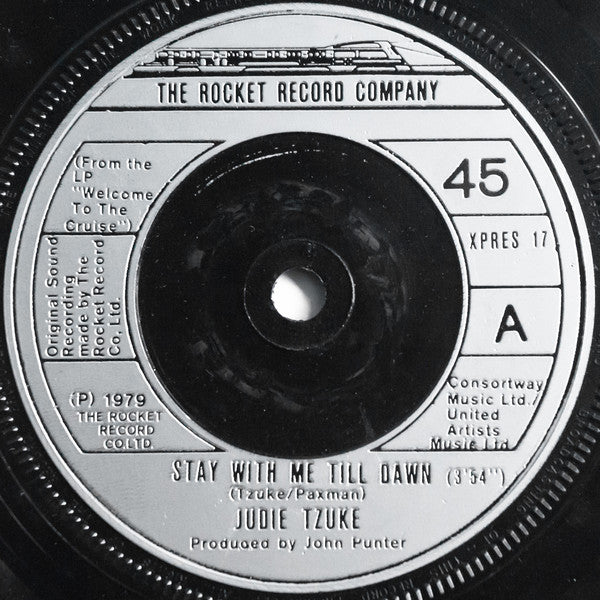 THE ROCKET RECORD COMPANY
(From the
LP
"Welcome
To The
Cruise")
45
XPRES 17
Original Sound
Recording
made by The
Rocket Record
Co. Ltd.
A
(P) 1979
THE ROCKET
RECORD
CO.LTD.
Consortway
Music Ltd./
United
Artists
Music Ltd
STAY WITH ME TILL DAWN (3'54")
(Tzuke/Paxman)
JUDIE TZUKE
Produced by John Punter